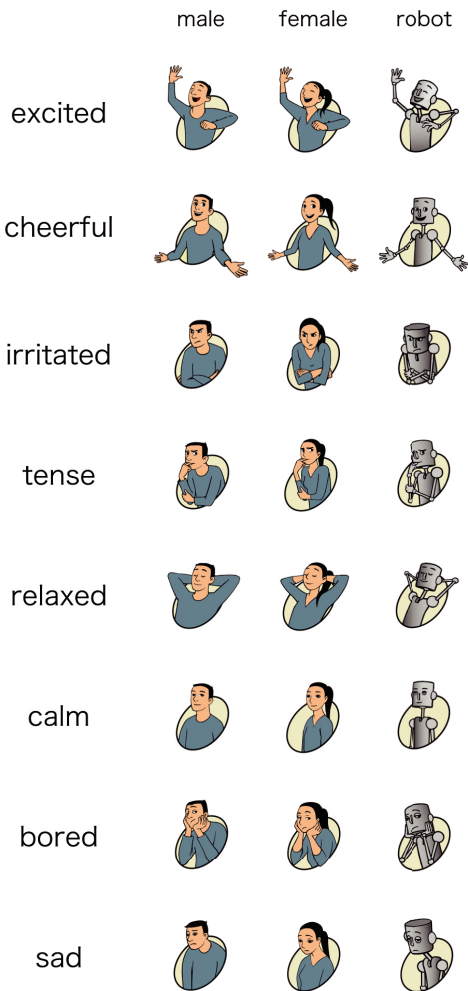 male female robot
excited
cheerful
irritated
tense
relaxed
calm
bored
sad